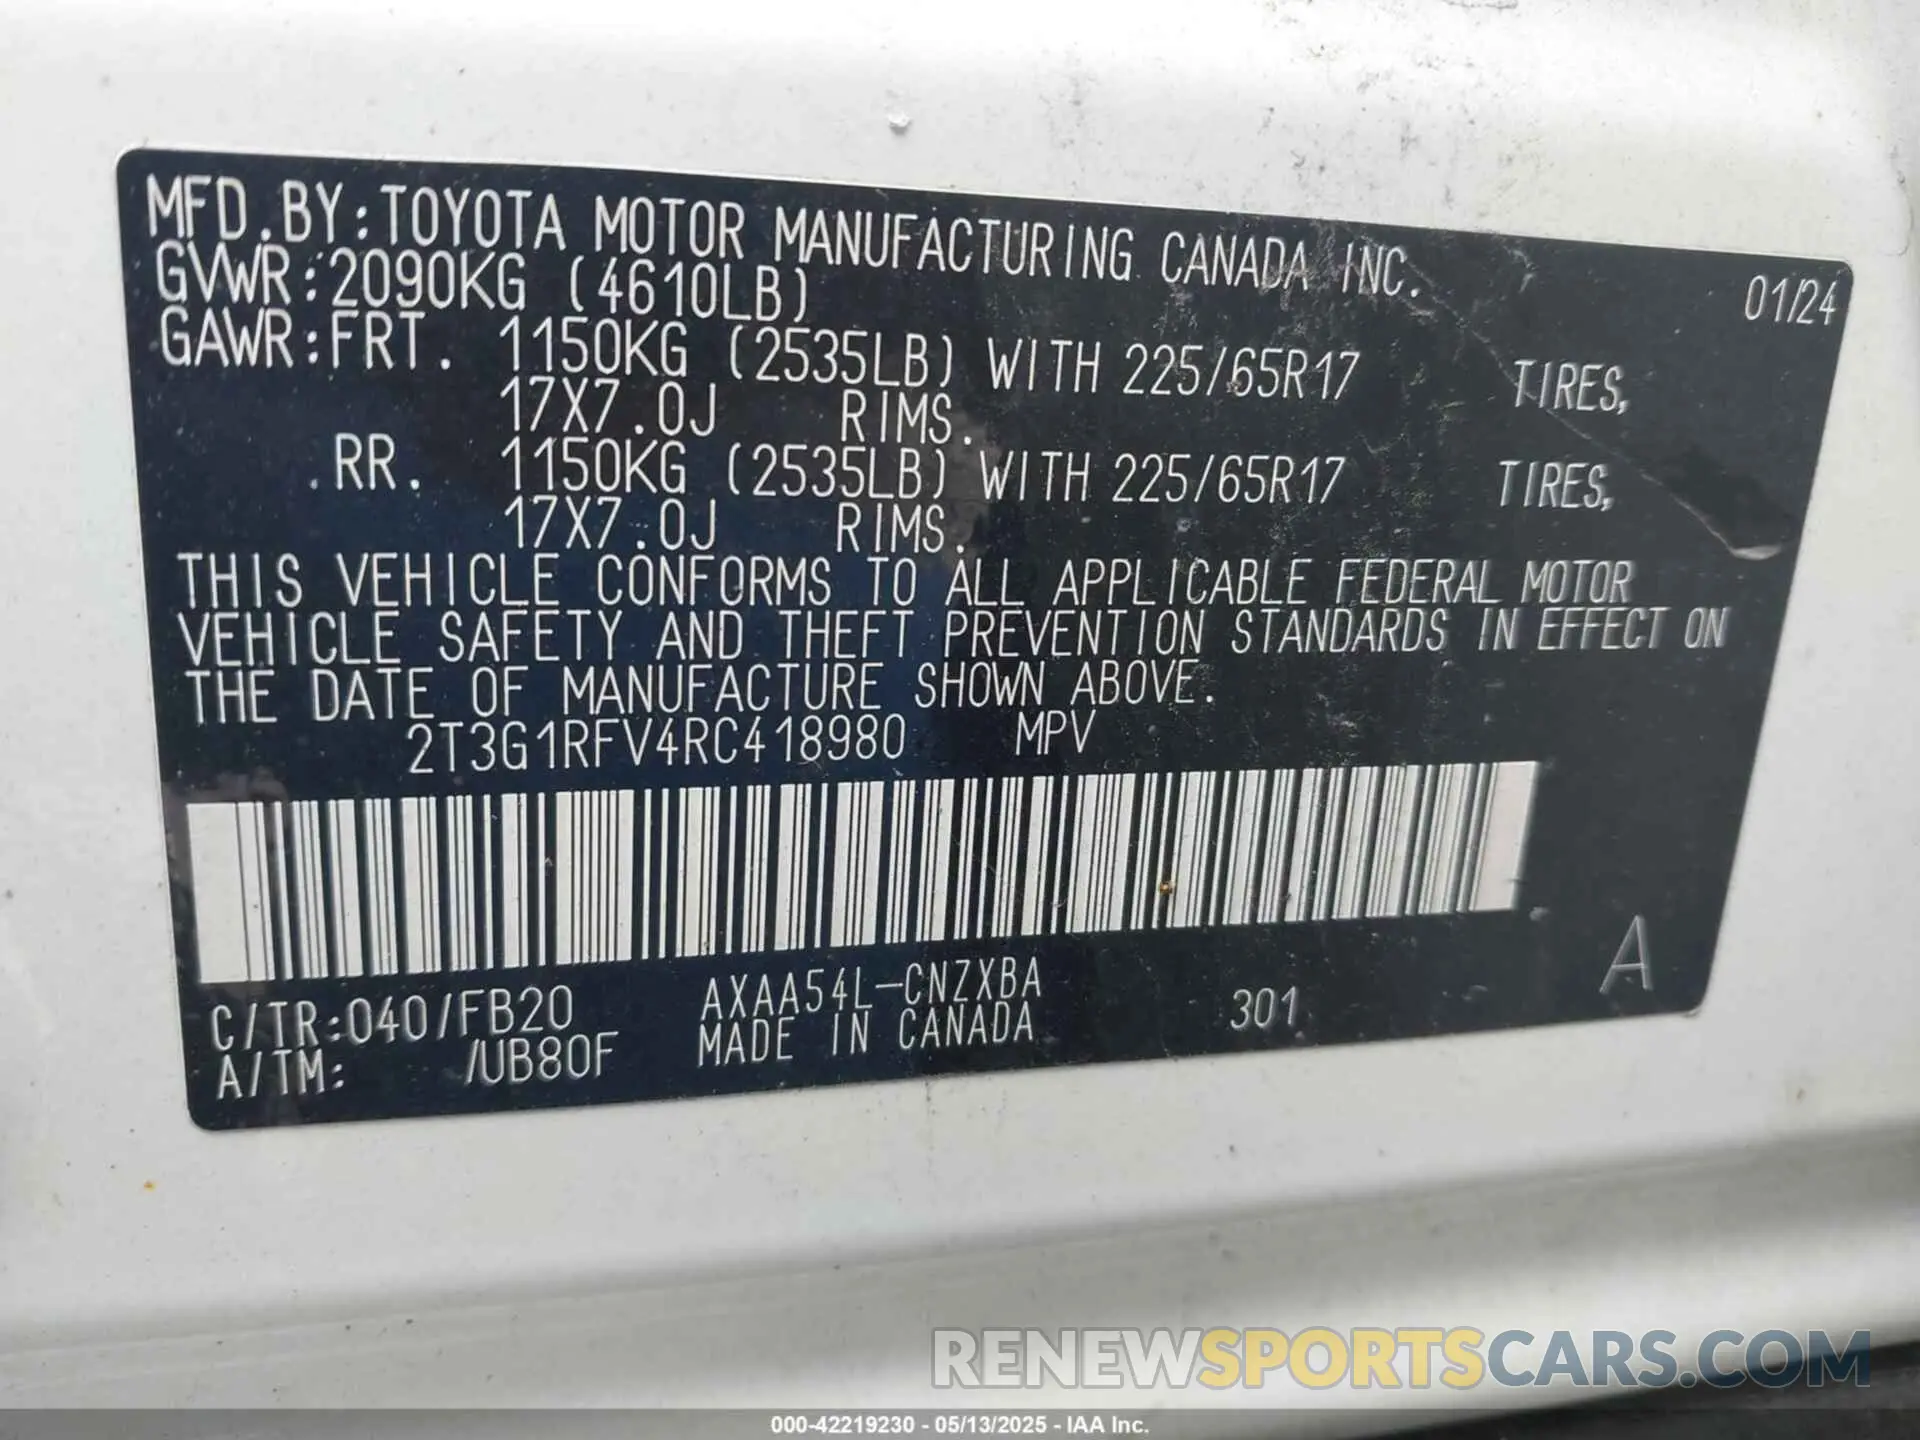 MFD.BY:TOYOTA MOTOR MANUFACTURING CANADA INC. 01/24
GVWR:2090KG (4610LB)
GAWR:FRT. 1150KG (2535LB) WITH 225/65R17 TIRES,
17X7.0J RIMS.
RR. 1150KG (2535LB) WITH 225/65R17 TIRES,
17X7.0J RIMS.
THIS VEHICLE CONFORMS TO ALL APPLICABLE FEDERAL MOTOR
VEHICLE SAFETY AND THEFT PREVENTION STANDARDS IN EFFECT ON
THE DATE OF MANUFACTURE SHOWN ABOVE.
2T3G1RFV4RC418980 MPV
A
C/TR:040/FB20 AXAA54L-CNZXBA 301
A/TM: /UB80F MADE IN CANADA
RENEWSPORTSCARS.COM
000-42219230 - 05/13/2025 - IAA Inc.